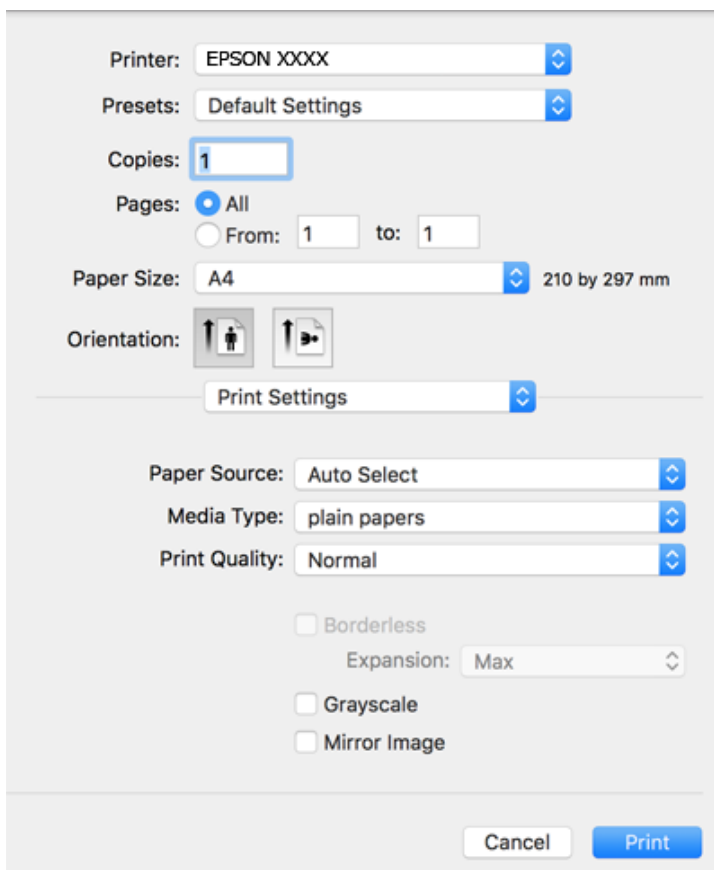 Printer: EPSON XXXX
Presets: Default Settings
Copies: 1
Pages: All
From: 1 to: 1
Paper Size: A4 210 by 297 mm
Orientation:
Print Settings
Paper Source: Auto Select
Media Type: plain papers
Print Quality: Normal
Borderless
Expansion: Max
Grayscale
Mirror Image
Cancel Print